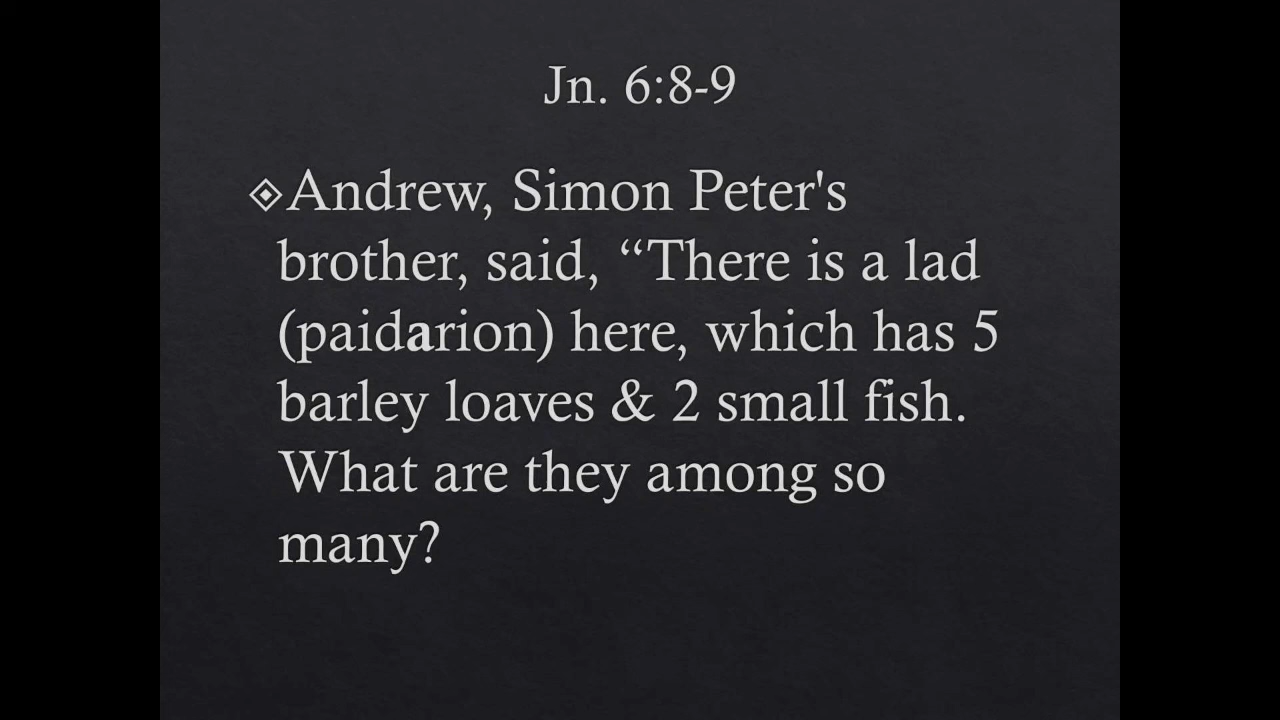 Jn. 6:8-9
Andrew, Simon Peter's
brother, said, “There is a lad
(paidarion) here, which has 5
barley loaves & 2 small fish.
What are they among so
many?